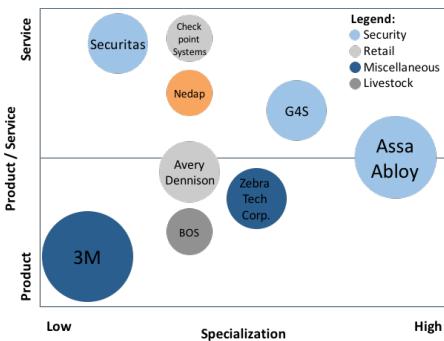 Legend:
Security
Retail
Miscellaneous
Livestock
Service
Product / Service
Product
Securitas
Check
point
Systems
Nedap
G4S
Assa
Abloy
Avery
Dennison
Zebra
Tech
Corp.
BOS
3M
Low
Specialization
High